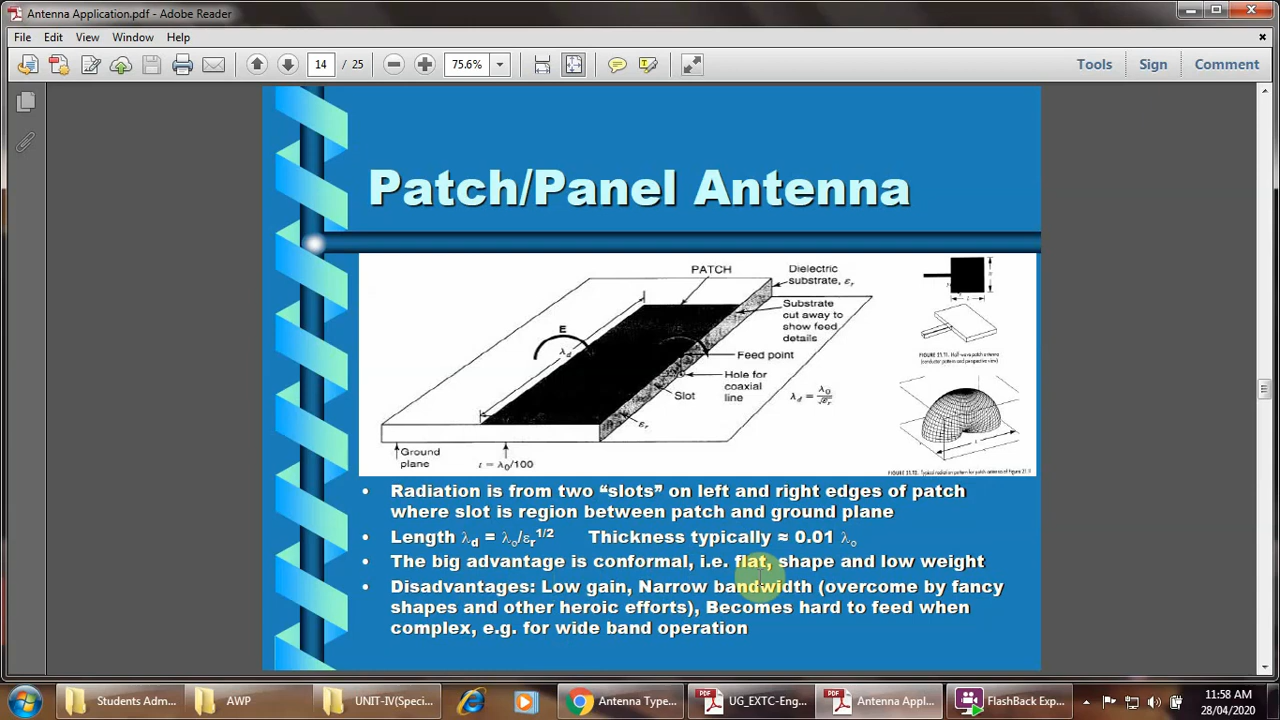 Antenna Application.pdf - Adobe Reader
File Edit View Window Help
14 / 25 75.6% Tools Sign Comment
Patch/Panel Antenna
PATCH
Dielectric
substrate, εr
Substrate
cut away to
show feed
details
E
λd
Feed point
Hole for
coaxial
line
Slot
λd = λ0/√εr
εr
Ground
plane
t = λ0/100
• Radiation is from two “slots” on left and right edges of patch
where slot is region between patch and ground plane
• Length λd = λo/εr1/2 Thickness typically ≈ 0.01 λo
• The big advantage is conformal, i.e. flat, shape and low weight
• Disadvantages: Low gain, Narrow bandwidth (overcome by fancy
shapes and other heroic efforts), Becomes hard to feed when
complex, e.g. for wide band operation
Students Adm... AWP UNIT-IV(Speci... Antenna Type... UG_EXTC-Eng... Antenna Appl... FlashBack Exp...
11:58 AM
28/04/2020